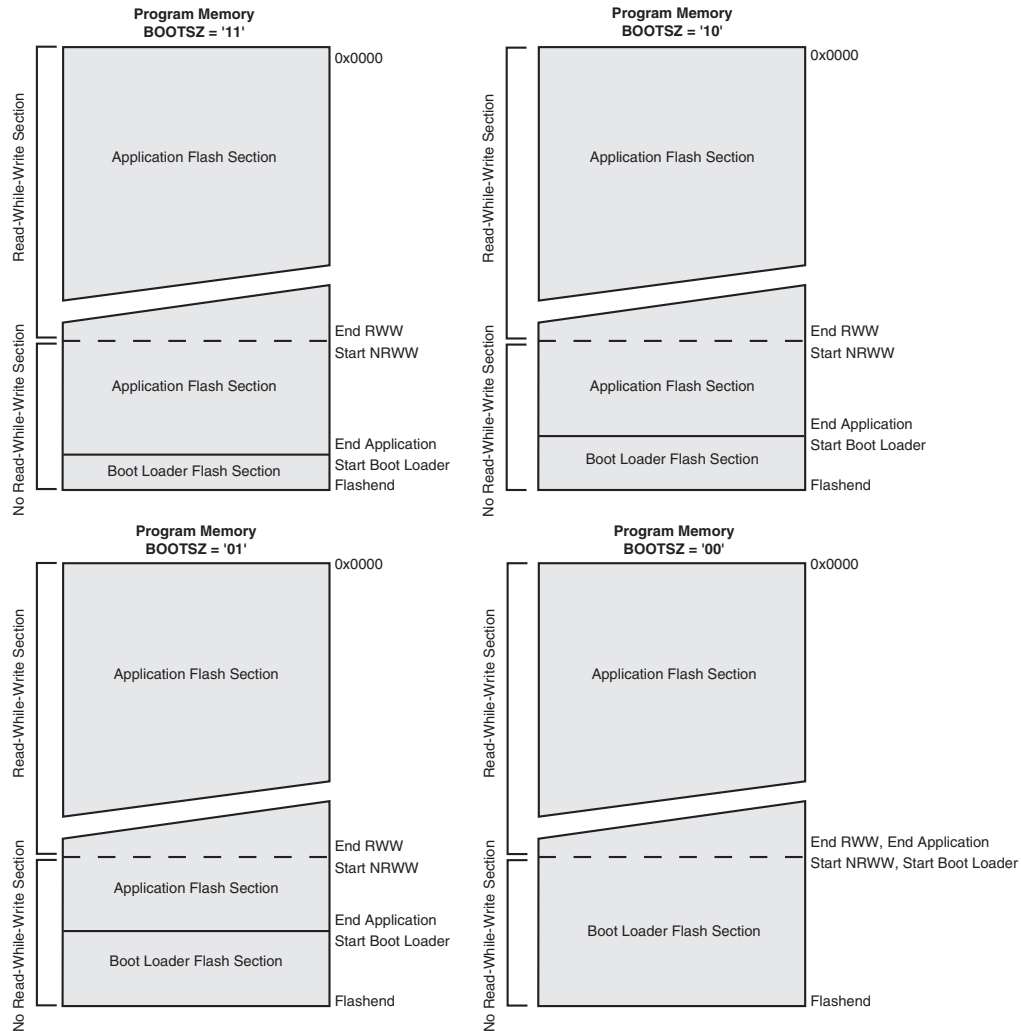 Program Memory
BOOTSZ = '11'
0x0000
Read-While-Write Section
Application Flash Section
End RWW
Start NRWW
No Read-While-Write Section
Application Flash Section
End Application
Start Boot Loader
Boot Loader Flash Section
Flashend
Program Memory
BOOTSZ = '10'
0x0000
Read-While-Write Section
Application Flash Section
End RWW
Start NRWW
No Read-While-Write Section
Application Flash Section
End Application
Start Boot Loader
Boot Loader Flash Section
Flashend
Program Memory
BOOTSZ = '01'
0x0000
Read-While-Write Section
Application Flash Section
End RWW
Start NRWW
No Read-While-Write Section
Application Flash Section
End Application
Start Boot Loader
Boot Loader Flash Section
Flashend
Program Memory
BOOTSZ = '00'
0x0000
Read-While-Write Section
Application Flash Section
End RWW, End Application
Start NRWW, Start Boot Loader
No Read-While-Write Section
Boot Loader Flash Section
Flashend